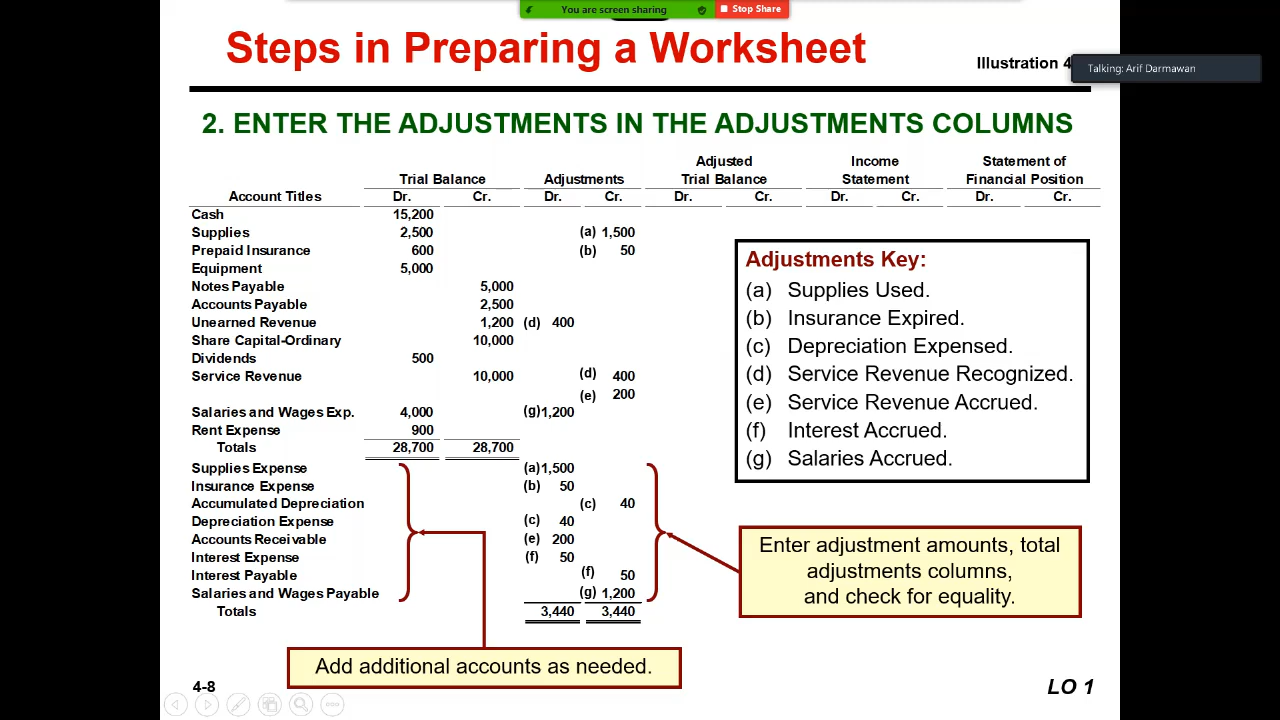 You are screen sharing
Stop Share
Steps in Preparing a Worksheet
Illustration 4
Talking: Arif Darmawan
2. ENTER THE ADJUSTMENTS IN THE ADJUSTMENTS COLUMNS
Adjusted Income Statement of
Trial Balance Adjustments Trial Balance Statement Financial Position
Account Titles Dr. Cr. Dr. Cr. Dr. Cr. Dr. Cr. Dr. Cr.
Cash 15,200
Supplies 2,500 (a) 1,500
Prepaid Insurance 600 (b) 50
Equipment 5,000
Notes Payable 5,000
Accounts Payable 2,500
Unearned Revenue 1,200 (d) 400
Share Capital-Ordinary 10,000
Dividends 500
Service Revenue 10,000 (d) 400
(e) 200
Salaries and Wages Exp. 4,000 (g) 1,200
Rent Expense 900
Totals 28,700 28,700
Supplies Expense (a) 1,500
Insurance Expense (b) 50
Accumulated Depreciation (c) 40
Depreciation Expense (c) 40
Accounts Receivable (e) 200
Interest Expense (f) 50
Interest Payable (f) 50
Salaries and Wages Payable (g) 1,200
Totals 3,440 3,440
Adjustments Key:
(a) Supplies Used.
(b) Insurance Expired.
(c) Depreciation Expensed.
(d) Service Revenue Recognized.
(e) Service Revenue Accrued.
(f) Interest Accrued.
(g) Salaries Accrued.
Enter adjustment amounts, total
adjustments columns,
and check for equality.
Add additional accounts as needed.
4-8
LO 1